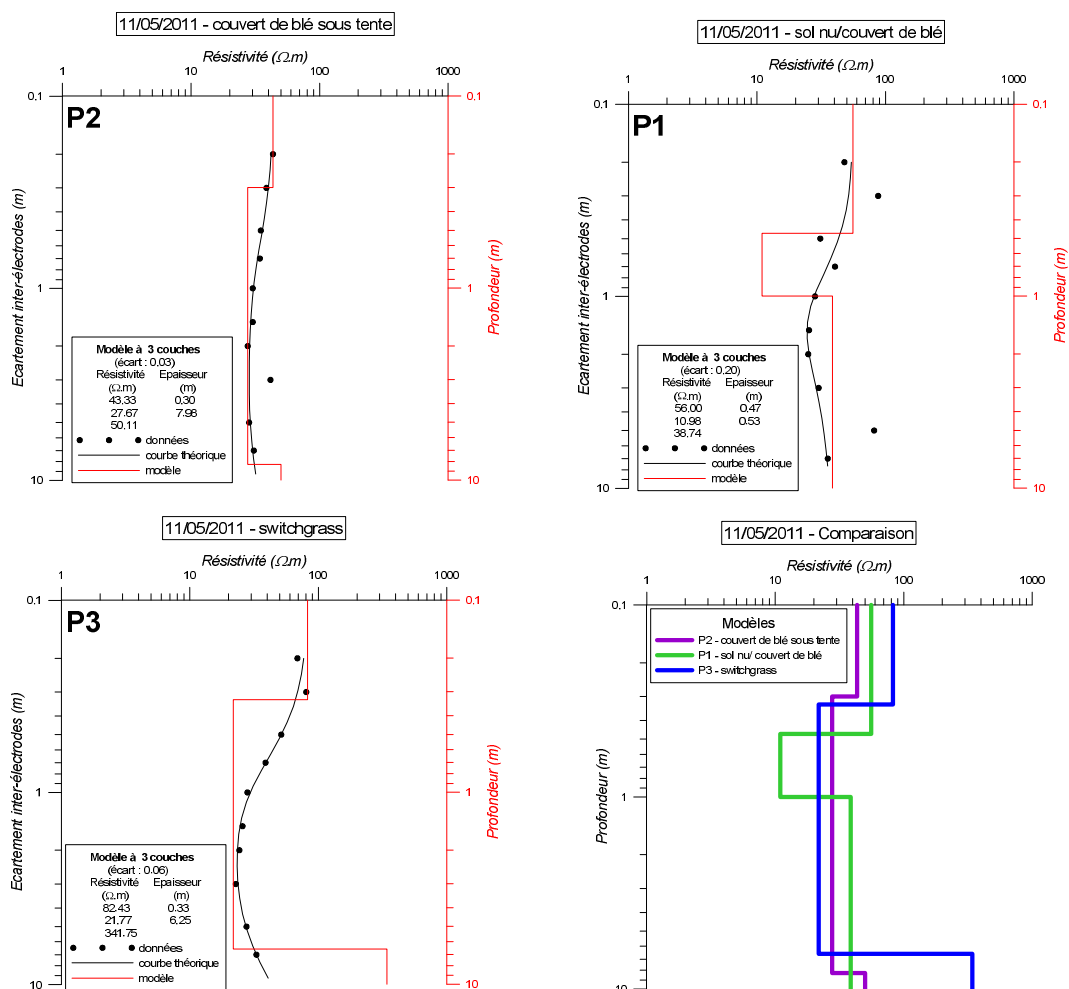 11/05/2011 - couvert de blé sous tente
Résistivité (Ω.m)
1 10 100 1000
0.1 0.1
P2
Ecartement inter-électrodes (m)
Profondeur (m)
1 1
Modèle à 3 couches
(écart : 0,03)
Résistivité Epaisseur
(Ω.m) (m)
43,33 0,30
27,67 7,98
50,11
données
courbe théorique
modèle
10 10
11/05/2011 - sol nu/couvert de blé
Résistivité (Ω.m)
1 10 100 1000
0.1 0.1
P1
Ecartement inter-électrodes (m)
Profondeur (m)
1 1
Modèle à 3 couches
(écart : 0,20)
Résistivité Epaisseur
(Ω.m) (m)
56,00 0,47
10,98 0,53
38,74
données
courbe théorique
modèle
10 10
11/05/2011 - switchgrass
Résistivité (Ω.m)
1 10 100 1000
0.1 0.1
P3
Ecartement inter-électrodes (m)
Profondeur (m)
1 1
Modèle à 3 couches
(écart : 0,06)
Résistivité Epaisseur
(Ω.m) (m)
82,43 0,33
21,77 6,25
341,75
données
courbe théorique
modèle
10 10
11/05/2011 - Comparaison
Résistivité (Ω.m)
1 10 100 1000
0.1
Modèles
P2 - couvert de blé sous tente
P1 - sol nu/ couvert de blé
P3 - switchgrass
Profondeur (m)
1
10